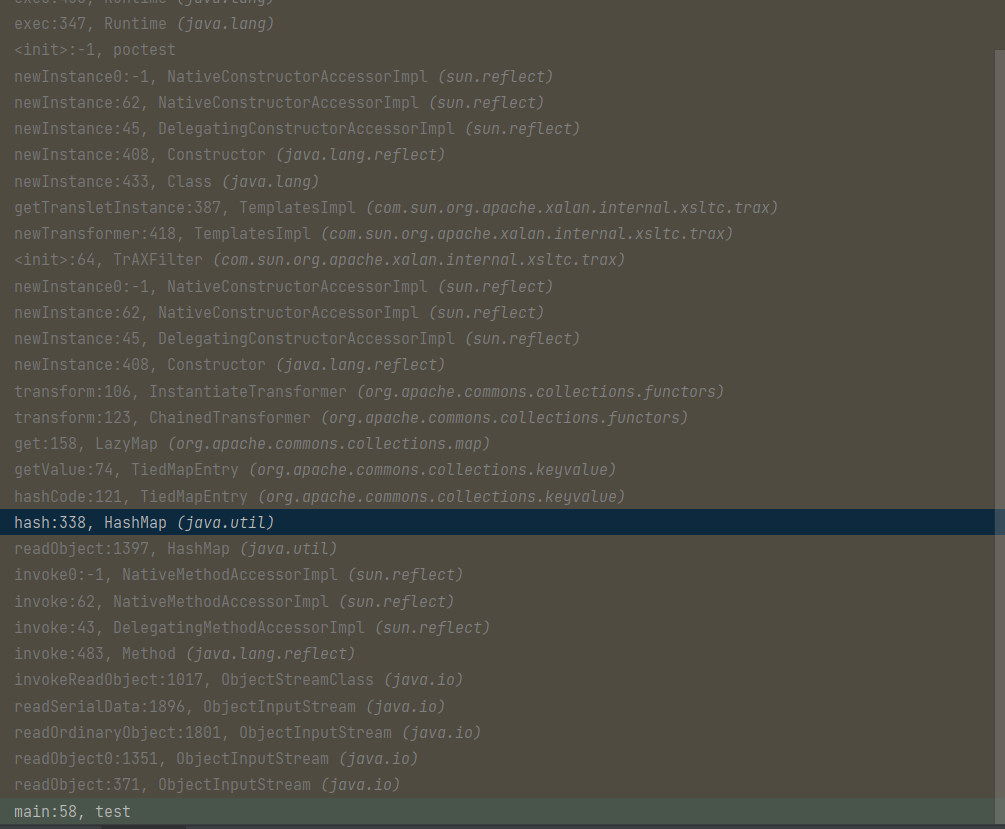 exec:347, Runtime (java.lang)
<init>:-1, poctest
newInstance0:-1, NativeConstructorAccessorImpl (sun.reflect)
newInstance:62, NativeConstructorAccessorImpl (sun.reflect)
newInstance:45, DelegatingConstructorAccessorImpl (sun.reflect)
newInstance:408, Constructor (java.lang.reflect)
newInstance:433, Class (java.lang)
getTransletInstance:387, TemplatesImpl (com.sun.org.apache.xalan.internal.xsltc.trax)
newTransformer:418, TemplatesImpl (com.sun.org.apache.xalan.internal.xsltc.trax)
<init>:64, TrAXFilter (com.sun.org.apache.xalan.internal.xsltc.trax)
newInstance0:-1, NativeConstructorAccessorImpl (sun.reflect)
newInstance:62, NativeConstructorAccessorImpl (sun.reflect)
newInstance:45, DelegatingConstructorAccessorImpl (sun.reflect)
newInstance:408, Constructor (java.lang.reflect)
transform:106, InstantiateTransformer (org.apache.commons.collections.functors)
transform:123, ChainedTransformer (org.apache.commons.collections.functors)
get:158, LazyMap (org.apache.commons.collections.map)
getValue:74, TiedMapEntry (org.apache.commons.collections.keyvalue)
hashCode:121, TiedMapEntry (org.apache.commons.collections.keyvalue)
hash:338, HashMap (java.util)
readObject:1397, HashMap (java.util)
invoke0:-1, NativeMethodAccessorImpl (sun.reflect)
invoke:62, NativeMethodAccessorImpl (sun.reflect)
invoke:43, DelegatingMethodAccessorImpl (sun.reflect)
invoke:483, Method (java.lang.reflect)
invokeReadObject:1017, ObjectStreamClass (java.io)
readSerialData:1896, ObjectInputStream (java.io)
readOrdinaryObject:1801, ObjectInputStream (java.io)
readObject0:1351, ObjectInputStream (java.io)
readObject:371, ObjectInputStream (java.io)
main:58, test